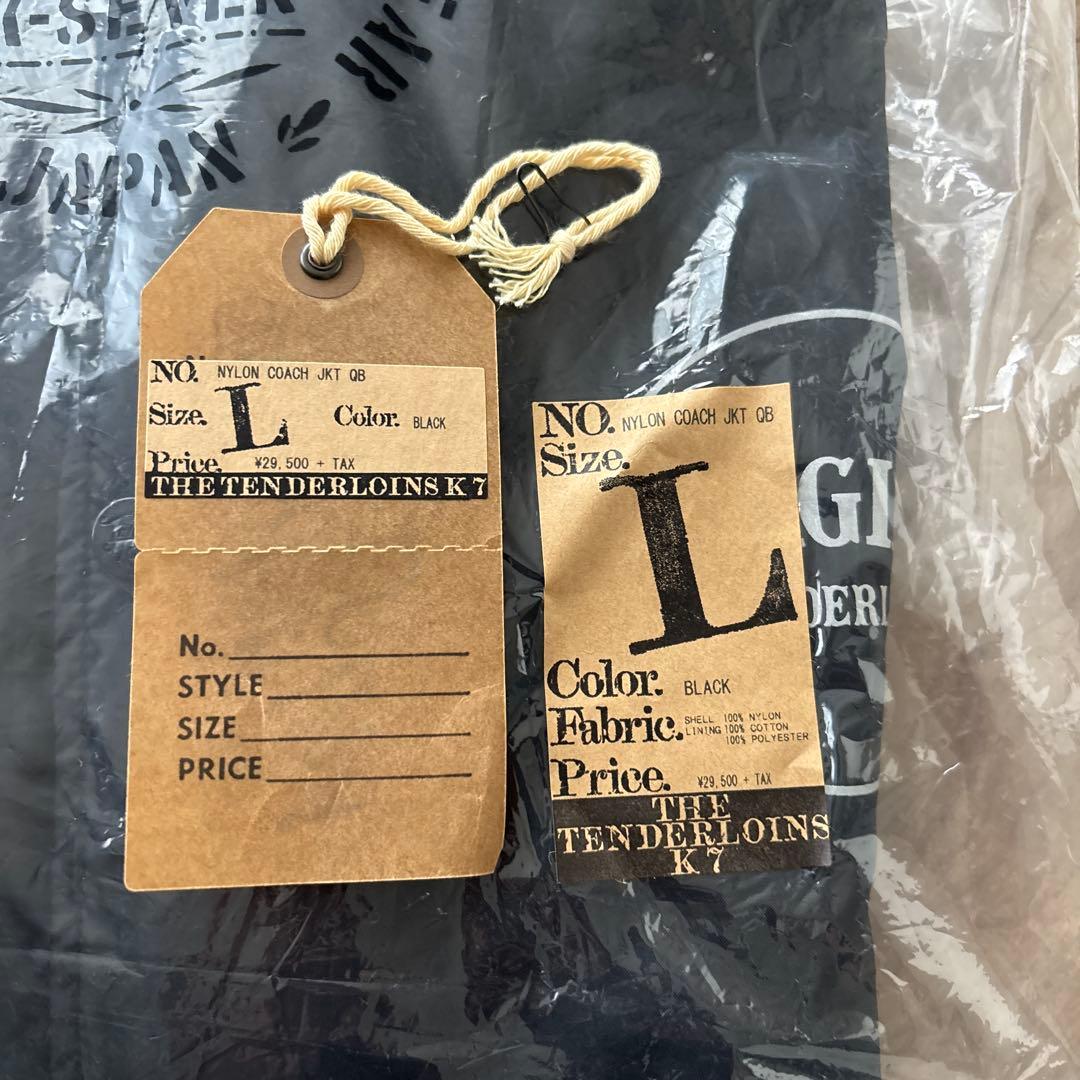 JAPAN
NO. NYLON COACH JKT QB
Size. L Color. BLACK
Price. ¥29,500 + TAX
THE TENDERLOINS K 7
No.
STYLE
SIZE
PRICE
NO. NYLON COACH JKT QB
Size.
L
Color. BLACK
Fabric. SHELL 100% NYLON
LINING 100% COTTON
100% POLYESTER
Price. ¥29,500 + TAX
THE
TENDERLOINS
K 7